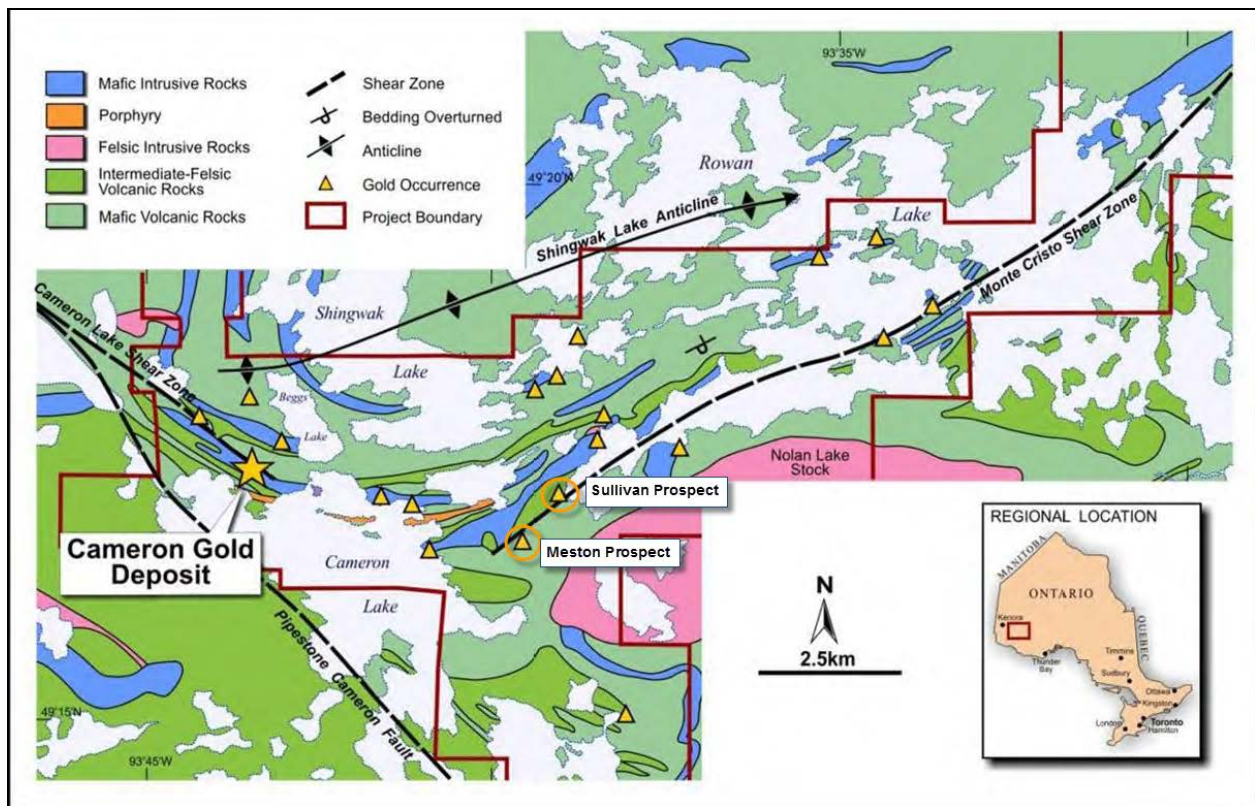 Mafic Intrusive Rocks
Porphyry
Felsic Intrusive Rocks
Intermediate-Felsic
Volcanic Rocks
Mafic Volcanic Rocks
Shear Zone
Bedding Overturned
Anticline
Gold Occurrence
Project Boundary
93°35'W
49°20'N
Rowan
Lake
Shingwak Lake Anticline
Monte Cristo Shear Zone
Cameron Lake Shear Zone
Shingwak
Lake
Beggs
Lake
Nolan Lake
Stock
Sullivan Prospect
Meston Prospect
Cameron Gold
Deposit
Cameron
Lake
Pipestone Cameron Fault
49°15'N
93°45'W
N
2.5km
REGIONAL LOCATION
MANITOBA
ONTARIO
QUEBEC
Kenora
Thunder
Bay
Timmins
Sudbury
Ottawa
Kingston
London
Toronto
Hamilton